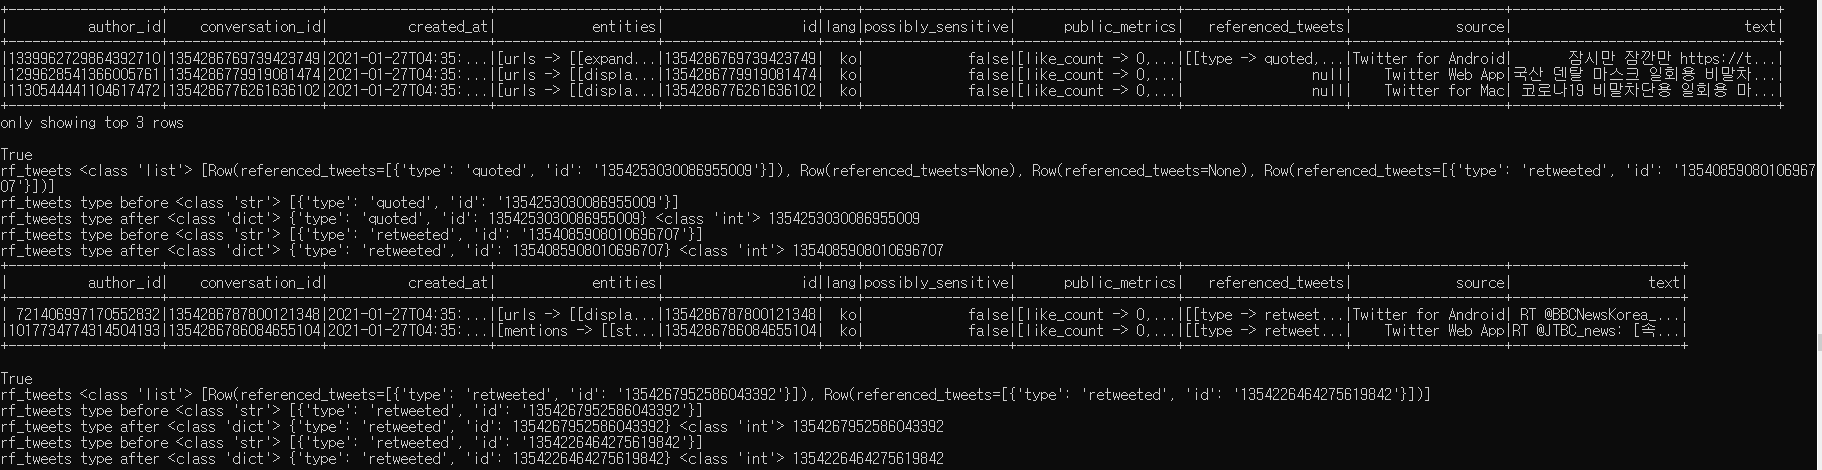 +-------------------+-------------------+--------------------+--------------------+-------------------+----+------------------+--------------------+--------------------+-------------------+--------------------------------+
|          author_id|    conversation_id|          created_at|            entities|                 id|lang|possibly_sensitive|      public_metrics|   referenced_tweets|             source|                            text|
+-------------------+-------------------+--------------------+--------------------+-------------------+----+------------------+--------------------+--------------------+-------------------+--------------------------------+
|1339962729864392710|1354286769739423749|2021-01-27T04:35:...|[urls -> [[expand...|1354286769739423749|  ko|             false|[like_count -> 0,...|[[type -> quoted,...|Twitter for Android|       잠시만 잠깐만 https://t...|
|1299628541366005761|1354286779919081474|2021-01-27T04:35:...|[urls -> [[displa...|1354286779919081474|  ko|             false|[like_count -> 0,...|                null|    Twitter Web App|국산 덴탈 마스크 일회용 비말차...|
|1130544441104617472|1354286776261636102|2021-01-27T04:35:...|[urls -> [[displa...|1354286776261636102|  ko|             false|[like_count -> 0,...|                null|    Twitter for Mac| 코로나19 비말차단용 일회용 마...|
+-------------------+-------------------+--------------------+--------------------+-------------------+----+------------------+--------------------+--------------------+-------------------+--------------------------------+
only showing top 3 rows
True
rf_tweets <class 'list'> [Row(referenced_tweets=[{'type': 'quoted', 'id': '1354253030086955009'}]), Row(referenced_tweets=None), Row(referenced_tweets=None), Row(referenced_tweets=[{'type': 'retweeted', 'id': '13540859080106967
07'}])]
rf_tweets type before <class 'str'> [{'type': 'quoted', 'id': '1354253030086955009'}]
rf_tweets type after <class 'dict'> {'type': 'quoted', 'id': 1354253030086955009} <class 'int'> 1354253030086955009
rf_tweets type before <class 'str'> [{'type': 'retweeted', 'id': '1354085908010696707'}]
rf_tweets type after <class 'dict'> {'type': 'retweeted', 'id': 1354085908010696707} <class 'int'> 1354085908010696707
+-------------------+-------------------+--------------------+--------------------+-------------------+----+------------------+--------------------+--------------------+-------------------+--------------------+
|          author_id|    conversation_id|          created_at|            entities|                 id|lang|possibly_sensitive|      public_metrics|   referenced_tweets|             source|                text|
+-------------------+-------------------+--------------------+--------------------+-------------------+----+------------------+--------------------+--------------------+-------------------+--------------------+
| 721406997170552832|1354286787800121348|2021-01-27T04:35:...|[urls -> [[displa...|1354286787800121348|  ko|             false|[like_count -> 0,...|[[type -> retweet...|Twitter for Android| RT @BBCNewsKorea_...|
|1017734774314504193|1354286786084655104|2021-01-27T04:35:...|[mentions -> [[st...|1354286786084655104|  ko|             false|[like_count -> 0,...|[[type -> retweet...|    Twitter Web App|RT @JTBC_news: [속...|
+-------------------+-------------------+--------------------+--------------------+-------------------+----+------------------+--------------------+--------------------+-------------------+--------------------+
True
rf_tweets <class 'list'> [Row(referenced_tweets=[{'type': 'retweeted', 'id': '1354267952586043392'}]), Row(referenced_tweets=[{'type': 'retweeted', 'id': '1354226464275619842'}])]
rf_tweets type before <class 'str'> [{'type': 'retweeted', 'id': '1354267952586043392'}]
rf_tweets type after <class 'dict'> {'type': 'retweeted', 'id': 1354267952586043392} <class 'int'> 1354267952586043392
rf_tweets type before <class 'str'> [{'type': 'retweeted', 'id': '1354226464275619842'}]
rf_tweets type after <class 'dict'> {'type': 'retweeted', 'id': 1354226464275619842} <class 'int'> 1354226464275619842